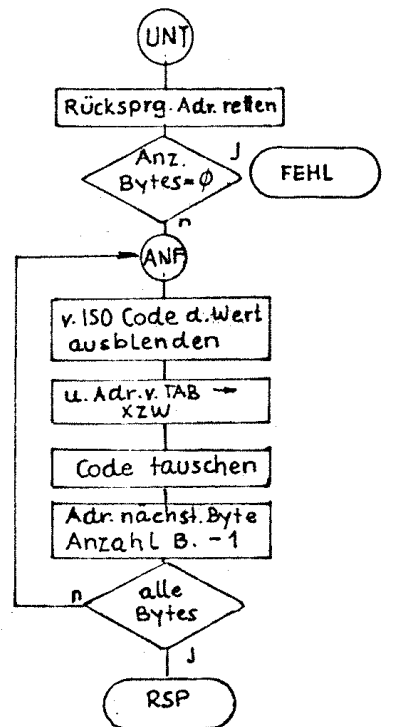 UNT
Rücksprg. Adr. retten
Anz.
Bytes=φ
J
FEHL
n
ANF
v. ISO Code d. Wert
ausblenden
u. Adr. v. TAB →
XZW
Code tauschen
Adr. nächst. Byte
Anzahl B. -1
n
alle
Bytes
J
RSP